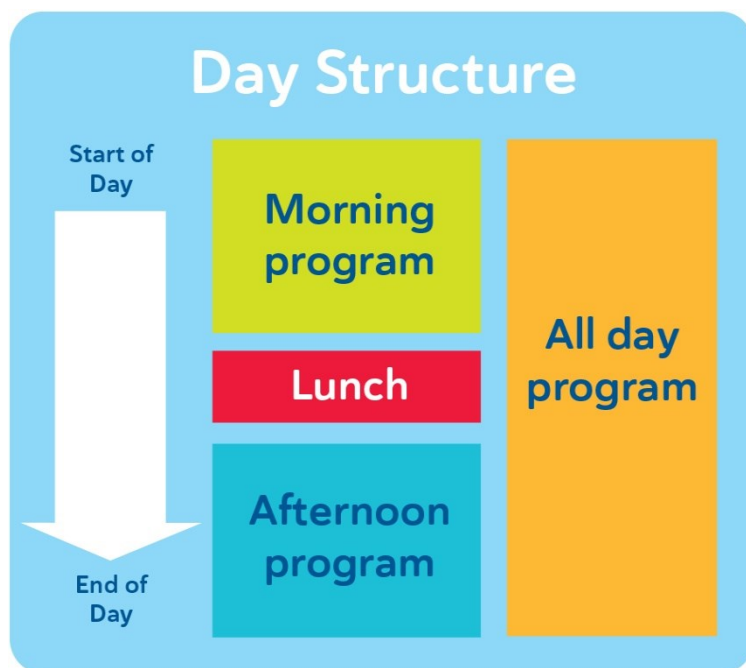 Day Structure
Start of
Day
Morning
program
Lunch
Afternoon
program
All day
program
End of
Day